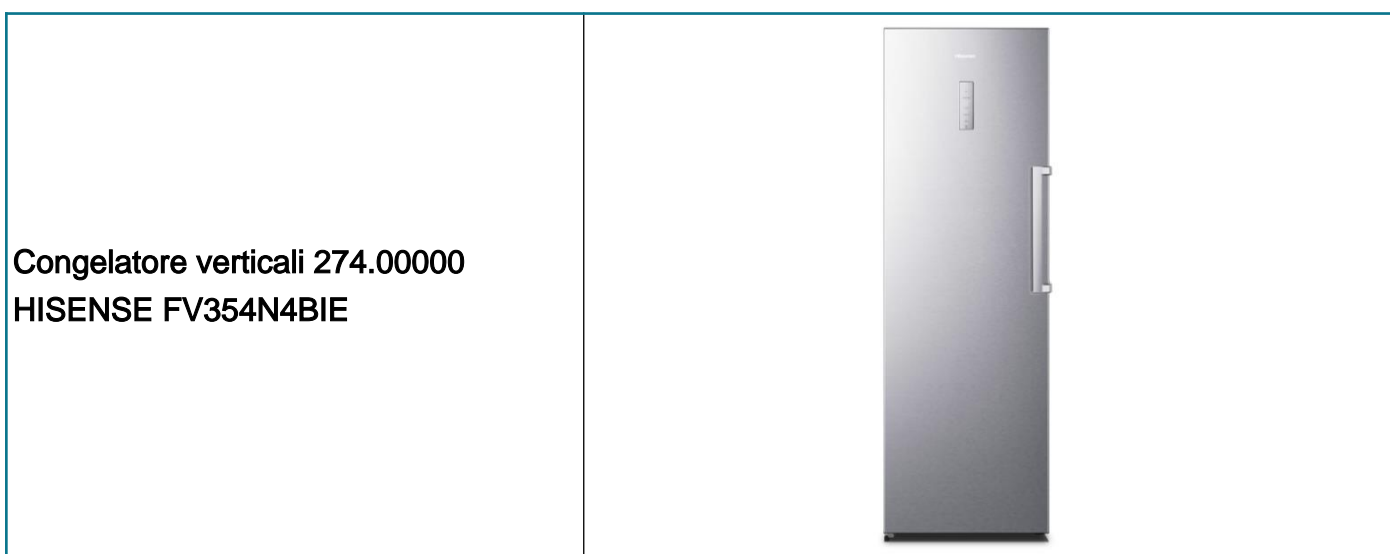 Congelatore verticali 274.00000
HISENSE FV354N4BIE